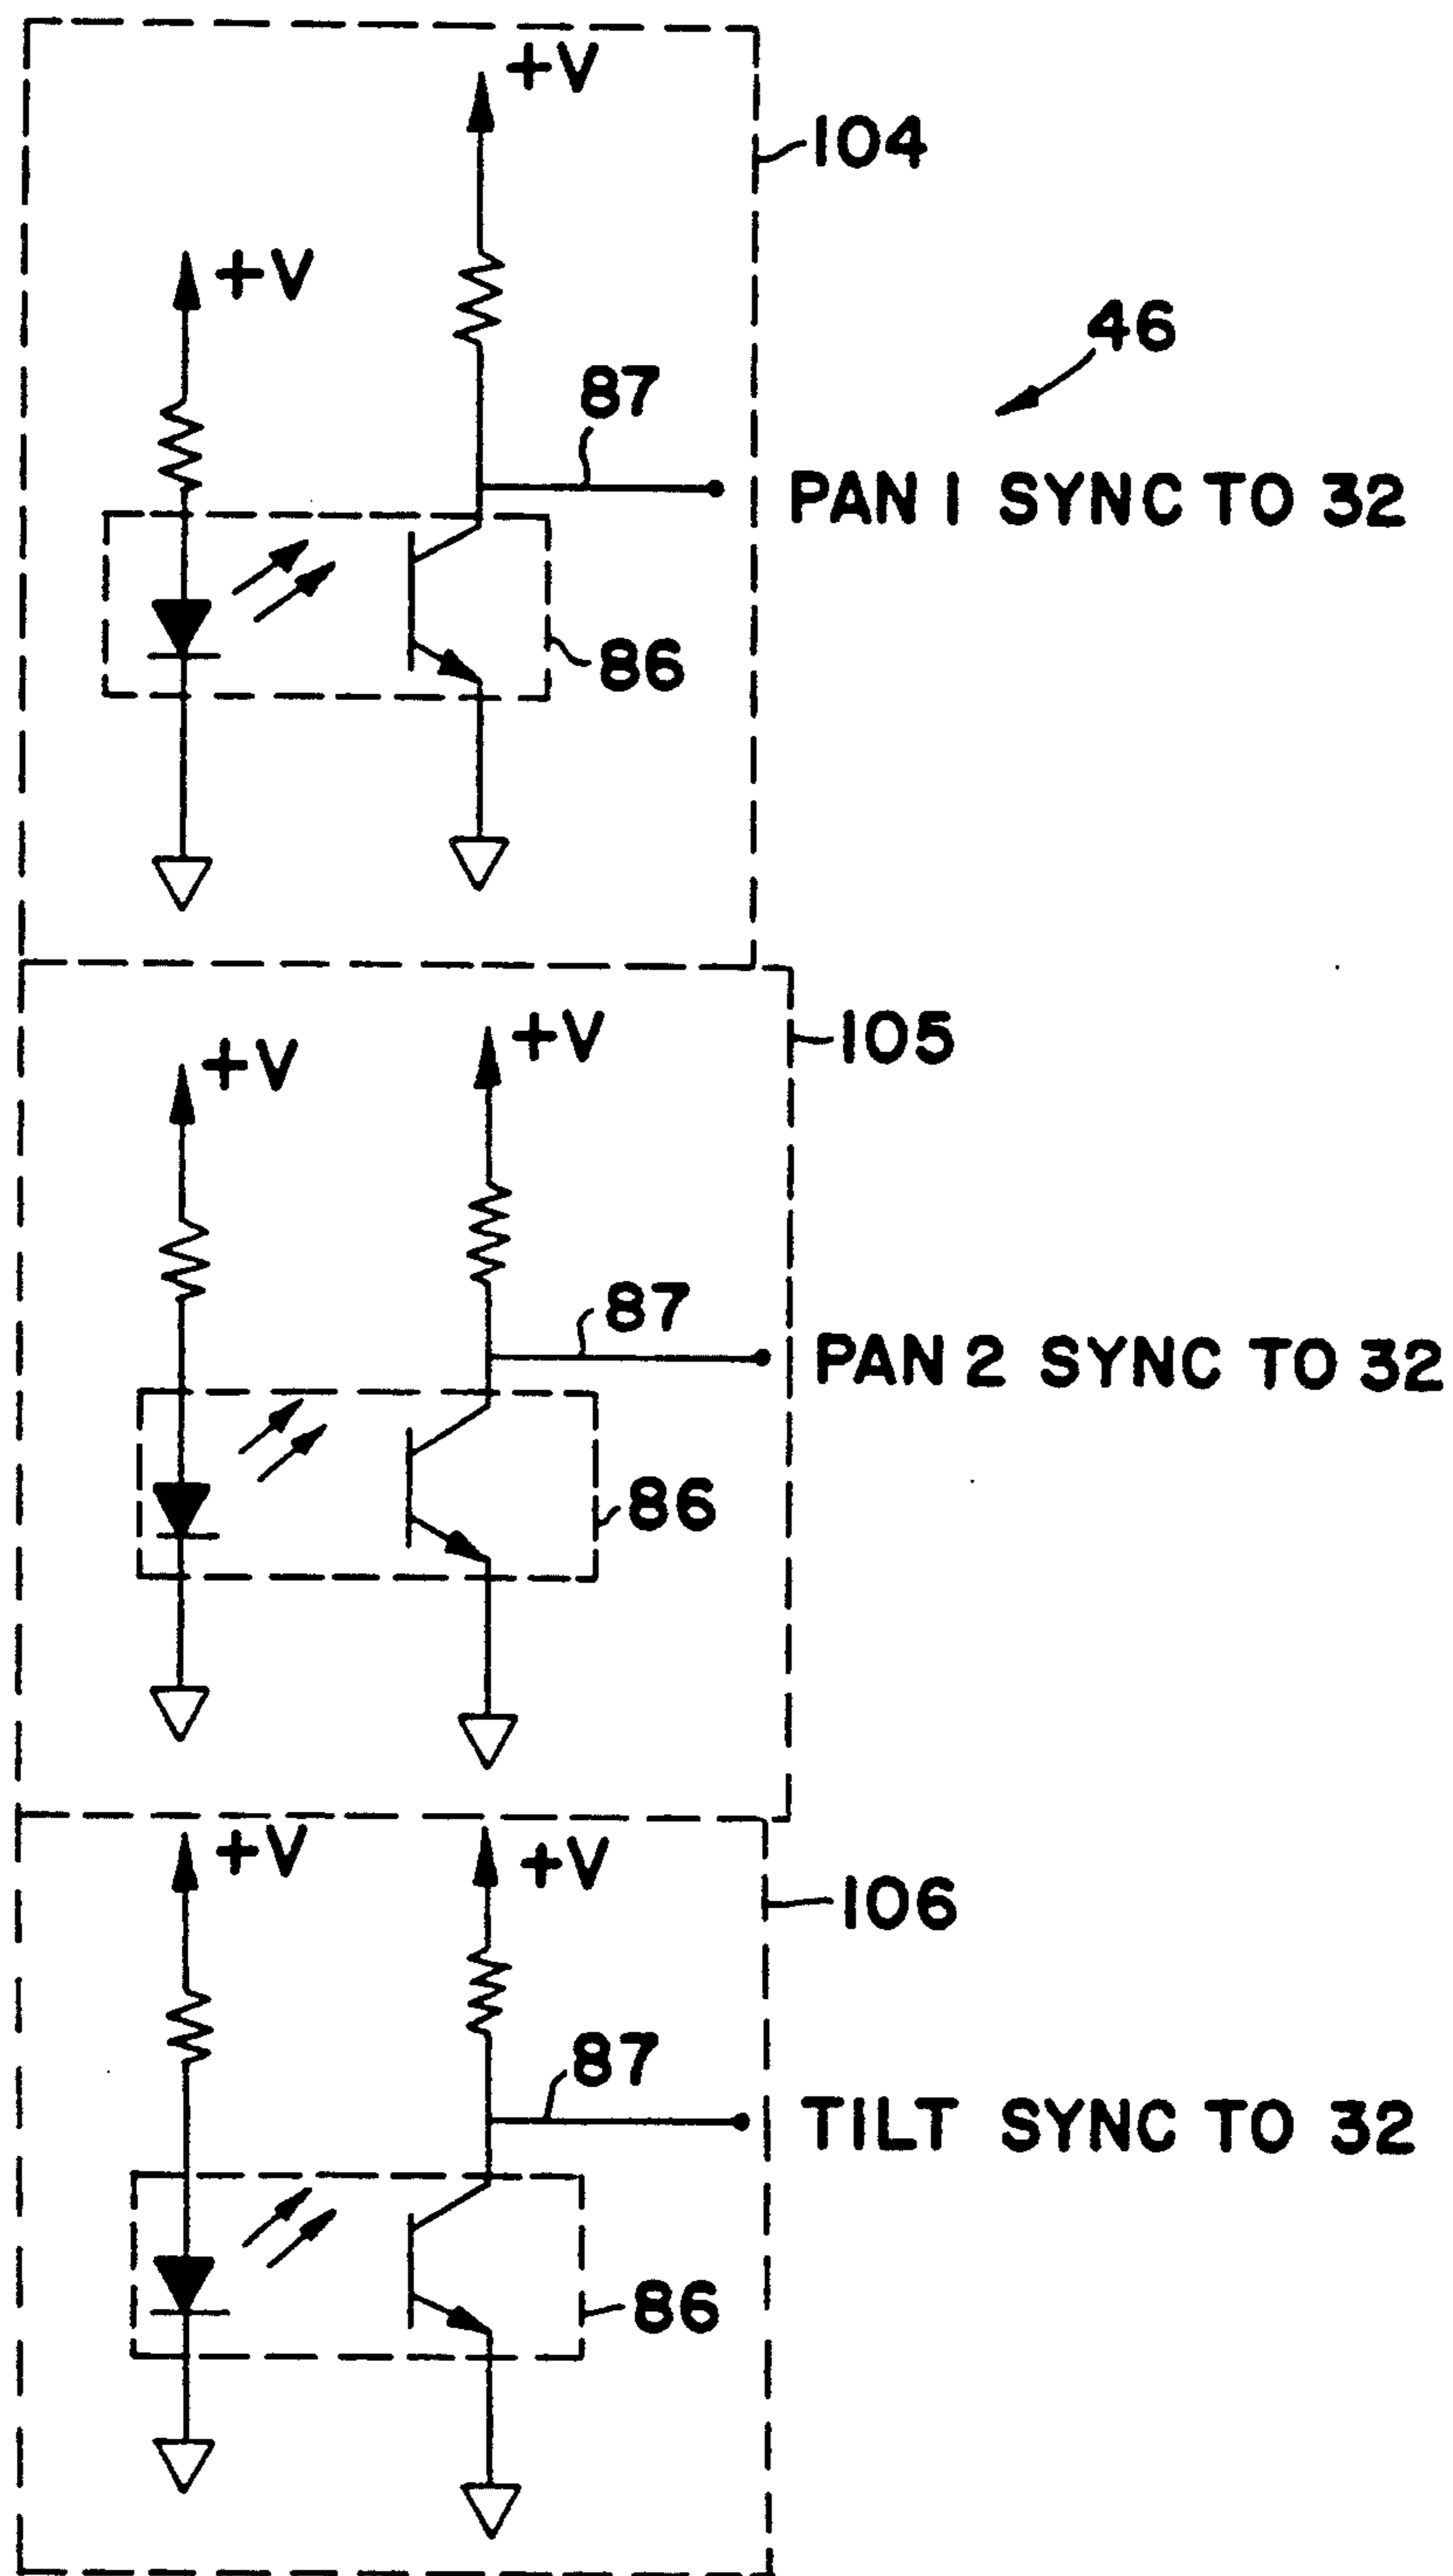 +V
104
+V
46
87
PAN 1 SYNC TO 32
86
+V
105
+V
87
PAN 2 SYNC TO 32
86
+V
+V
106
87
TILT SYNC TO 32
86